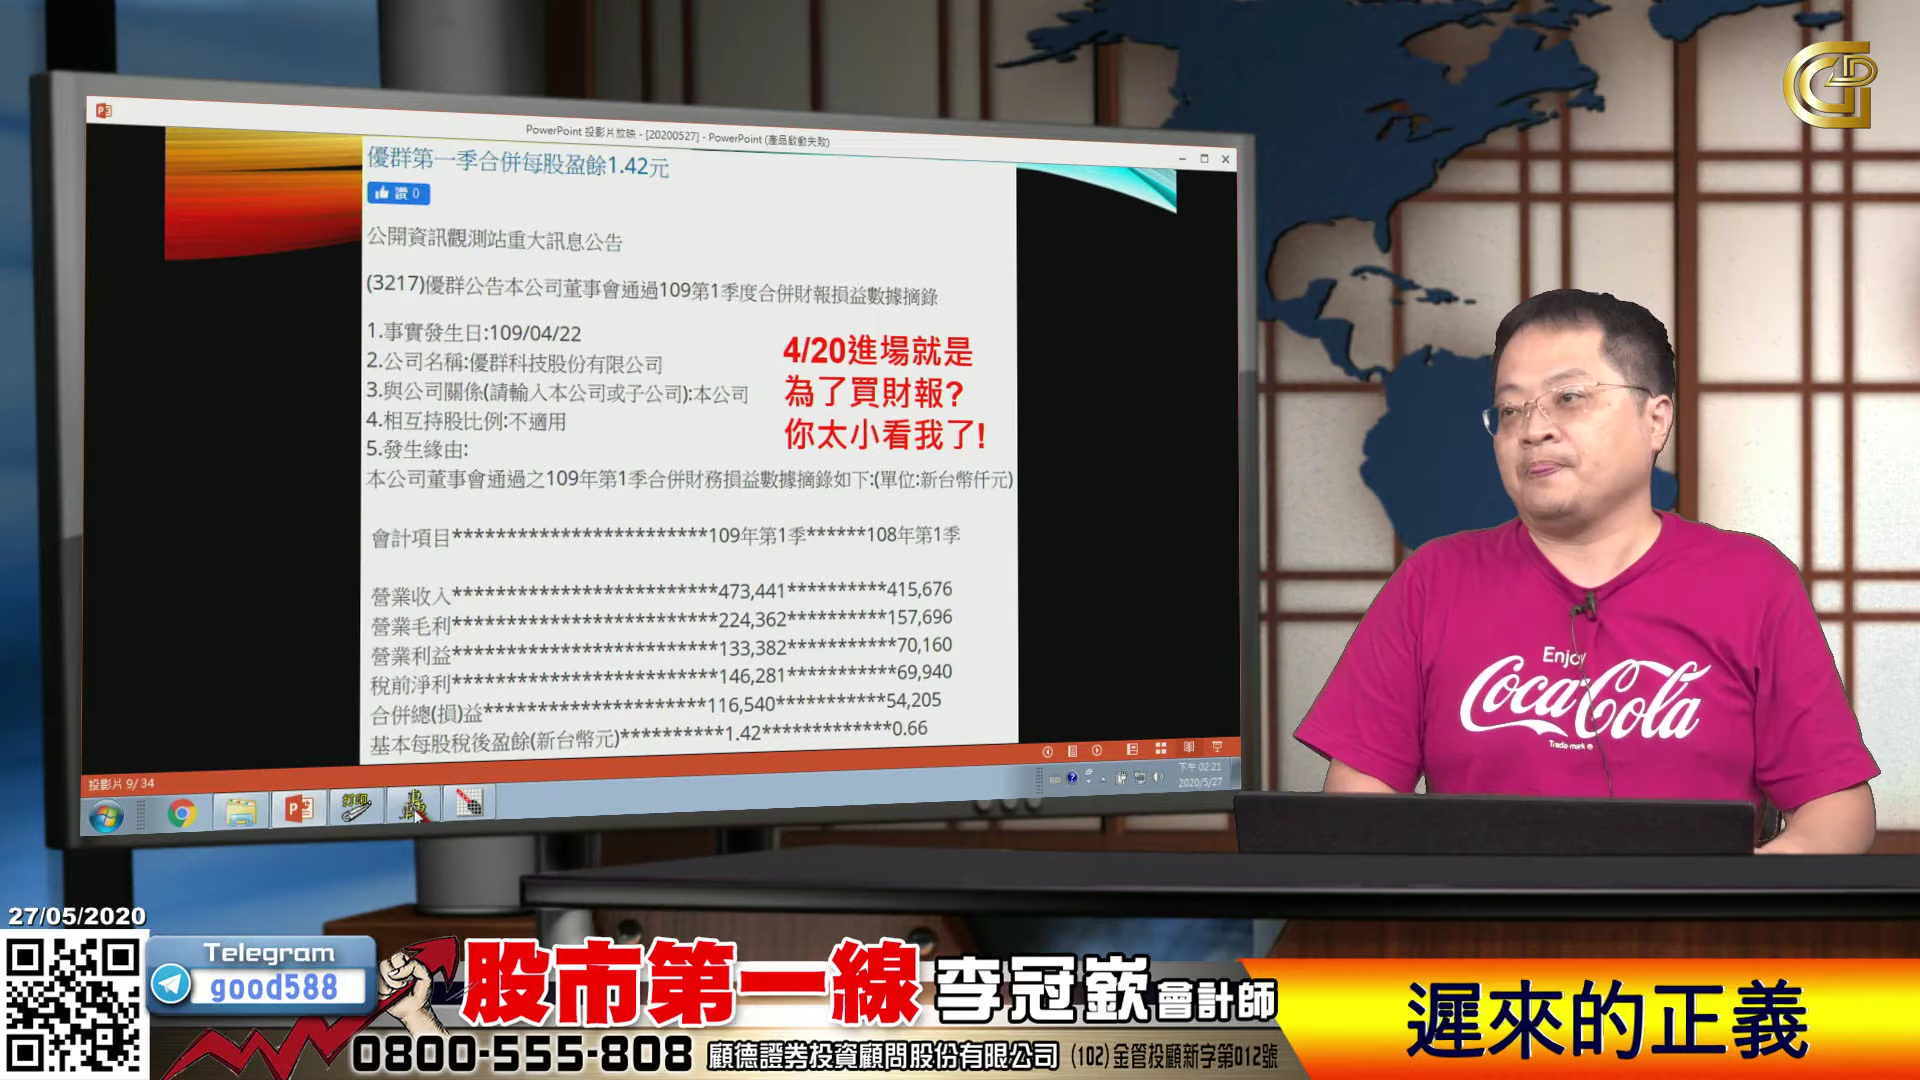 PowerPoint 投影片放映 - [20200527] - PowerPoint (產品啟動失敗)
優群第一季合併每股盈餘1.42元
讚 0
公開資訊觀測站重大訊息公告
(3217)優群公告本公司董事會通過109第1季度合併財報損益數據摘錄
1.事實發生日:109/04/22
2.公司名稱:優群科技股份有限公司
3.與公司關係(請輸入本公司或子公司):本公司
4.相互持股比例:不適用
5.發生緣由:
本公司董事會通過之109年第1季合併財務損益數據摘錄如下:(單位:新台幣仟元)
4/20進場就是
為了買財報?
你太小看我了!
會計項目************************109年第1季******108年第1季
營業收入*************************473,441**********415,676
營業毛利*************************224,362**********157,696
營業利益*************************133,382***********70,160
稅前淨利*************************146,281***********69,940
合併總(損)益*********************116,540***********54,205
基本每股稅後盈餘(新台幣元)**********1.42*************0.66
投影片 9/34
下午 02:21
2020/5/27
Enjoy
Coca-Cola
Trade-mark ®
27/05/2020
Telegram
good588
股市第一線 李冠嶔會計師
0800-555-808 顧德證券投資顧問股份有限公司 (102)金管投顧新字第012號
遲來的正義